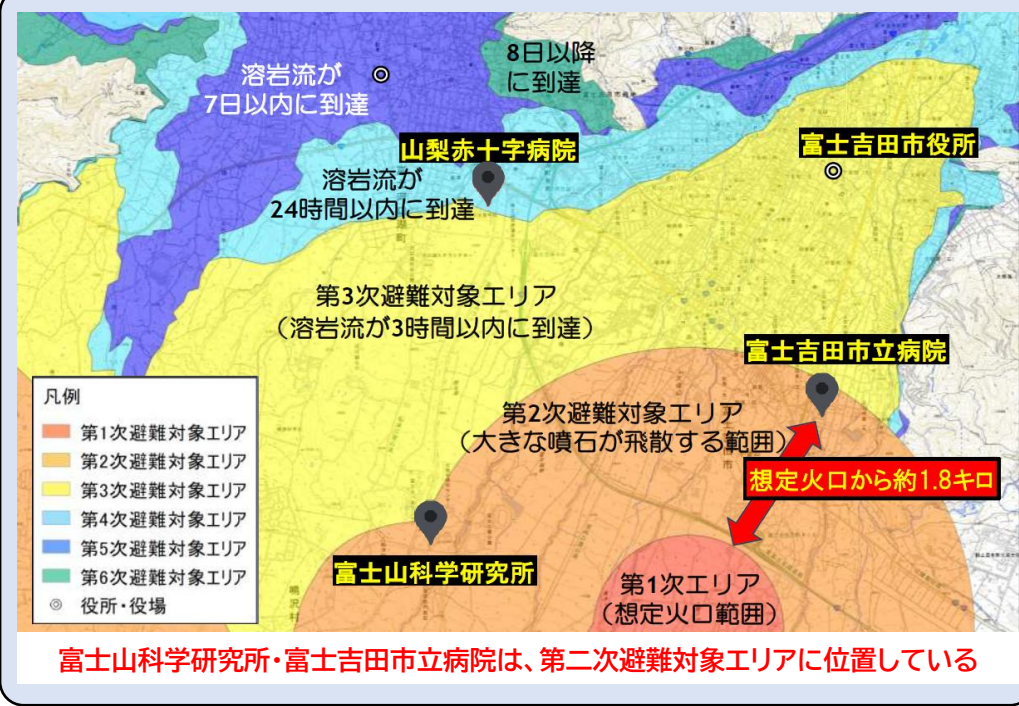 溶岩流が
7日以内に到達
8日以降
に到達
山梨赤十字病院
富士吉田市役所
溶岩流が
24時間以内に到達
第3次避難対象エリア
（溶岩流が3時間以内に到達）
富士吉田市立病院
凡例
第1次避難対象エリア
第2次避難対象エリア
第3次避難対象エリア
第4次避難対象エリア
第5次避難対象エリア
第6次避難対象エリア
役所・役場
第2次避難対象エリア
（大きな噴石が飛散する範囲）
想定火口から約1.8キロ
富士山科学研究所
第1次エリア
（想定火口範囲）
鳴沢村
富士山科学研究所・富士吉田市立病院は、第二次避難対象エリアに位置している